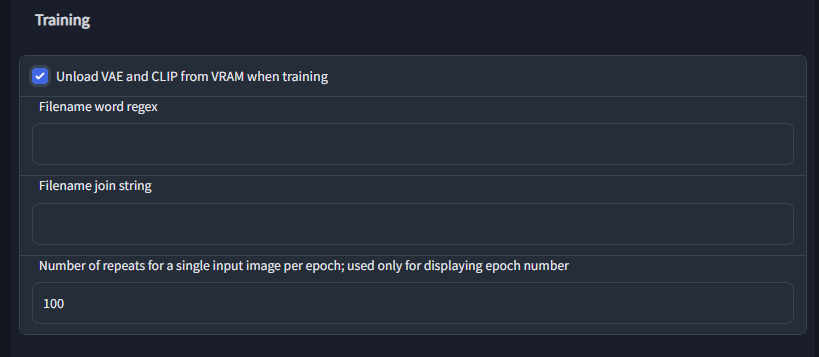 Training
Unload VAE and CLIP from VRAM when training
Filename word regex
Filename join string
Number of repeats for a single input image per epoch; used only for displaying epoch number
100